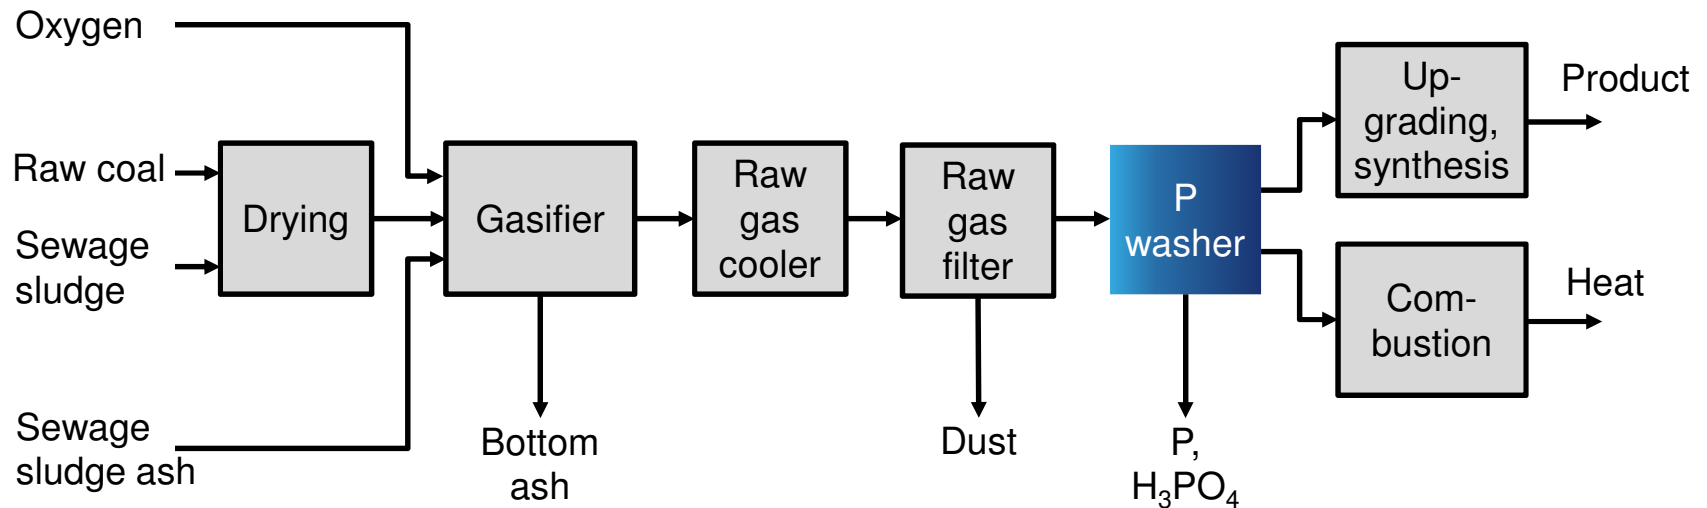 Oxygen
Raw coal
Sewage
sludge
Sewage
sludge ash
Drying
Gasifier
Bottom
ash
Raw
gas
cooler
Raw
gas
filter
Dust
P
washer
P,
H₃PO₄
Up-
grading,
synthesis
Product
Com-
bustion
Heat